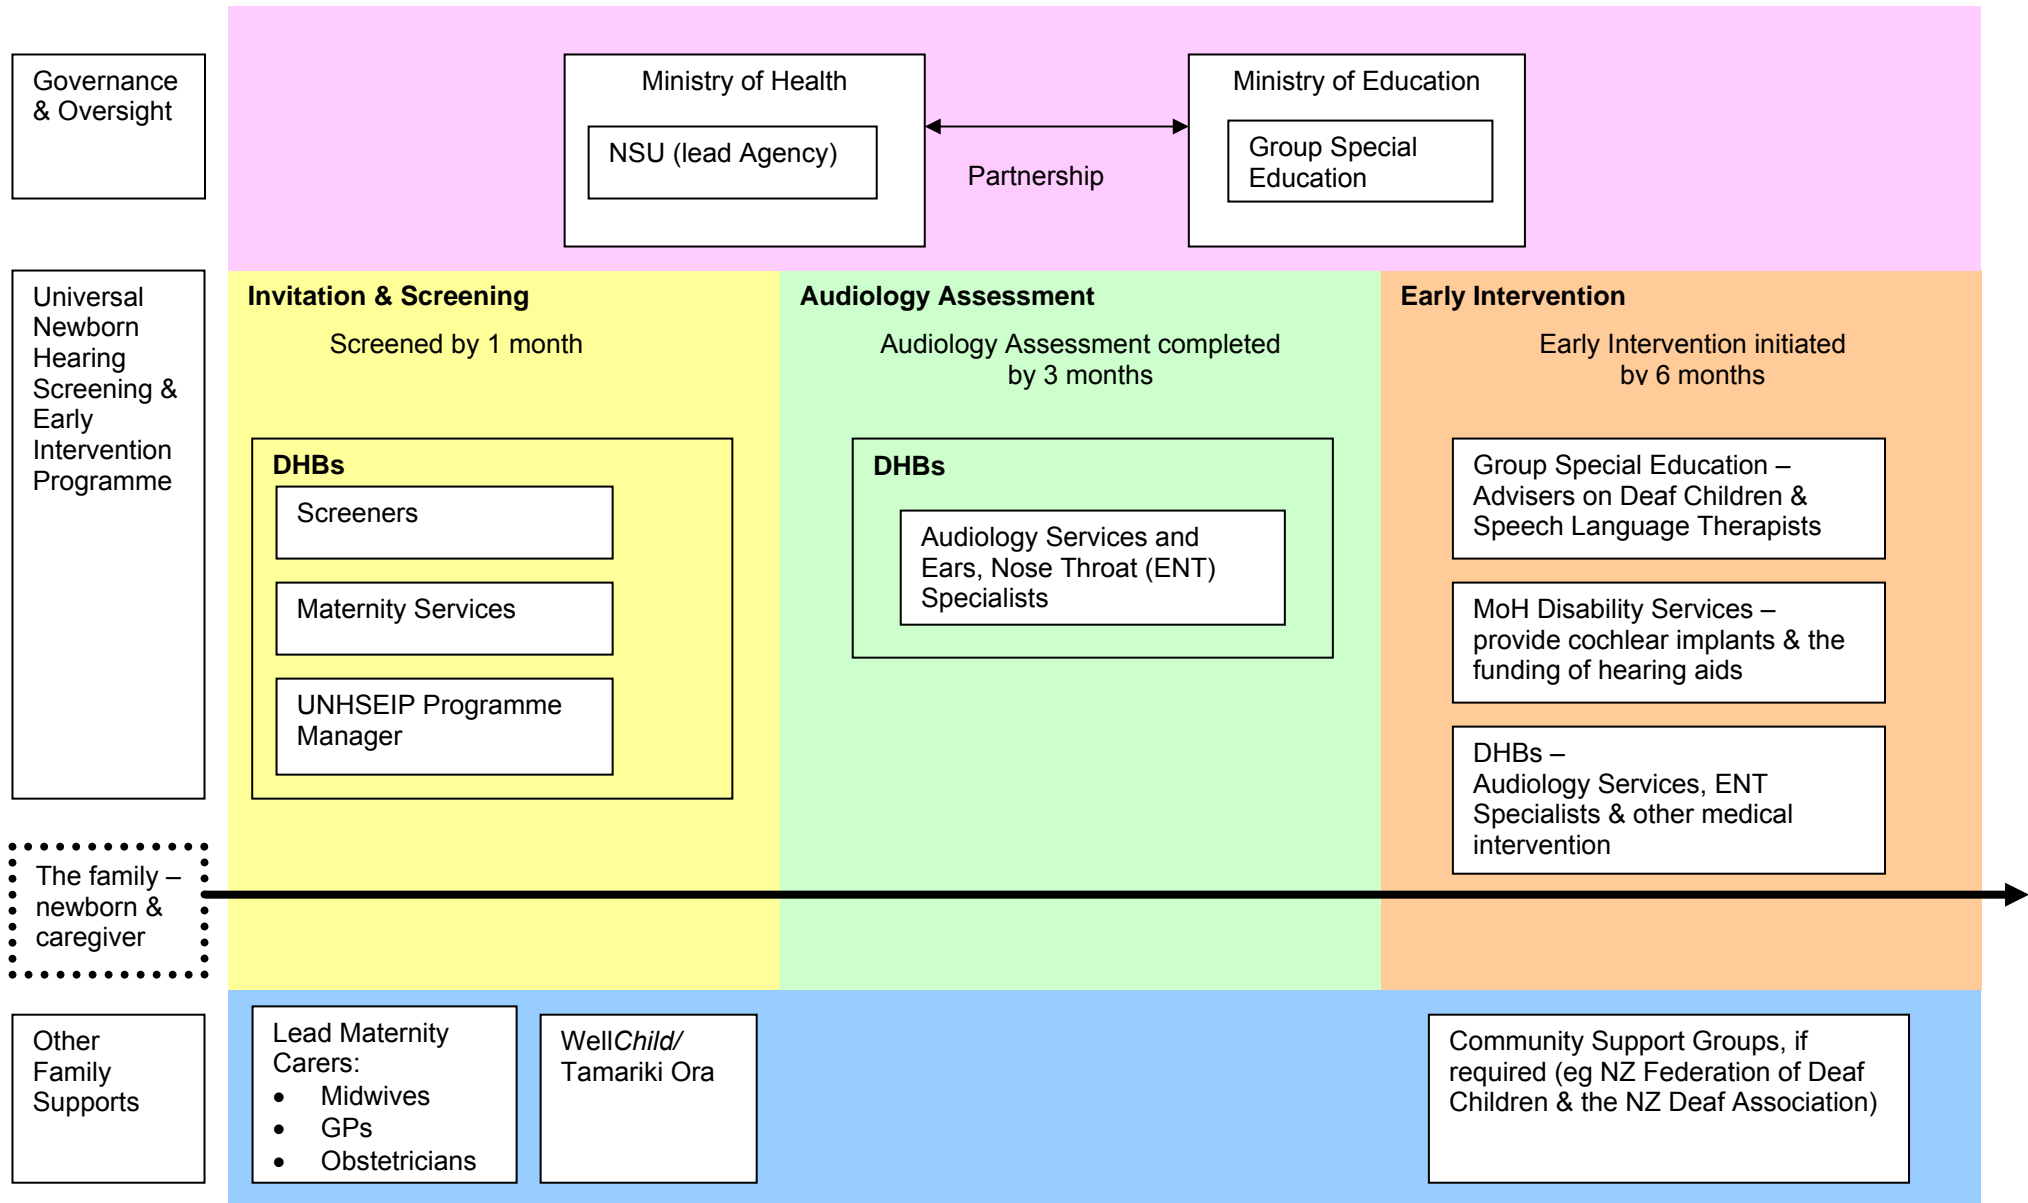 Governance
& Oversight
Ministry of Health
NSU (lead Agency)
Partnership
Ministry of Education
Group Special
Education
Universal
Newborn
Hearing
Screening &
Early
Intervention
Programme
Invitation & Screening
Screened by 1 month
DHBs
Screeners
Maternity Services
UNHSEIP Programme
Manager
Audiology Assessment
Audiology Assessment completed
by 3 months
DHBs
Audiology Services and
Ears, Nose Throat (ENT)
Specialists
Early Intervention
Early Intervention initiated
by 6 months
Group Special Education –
Advisers on Deaf Children &
Speech Language Therapists
MoH Disability Services –
provide cochlear implants & the
funding of hearing aids
DHBs –
Audiology Services, ENT
Specialists & other medical
intervention
The family –
newborn &
caregiver
Other
Family
Supports
Lead Maternity
Carers:
• Midwives
• GPs
• Obstetricians
WellChild/
Tamariki Ora
Community Support Groups, if
required (eg NZ Federation of Deaf
Children & the NZ Deaf Association)